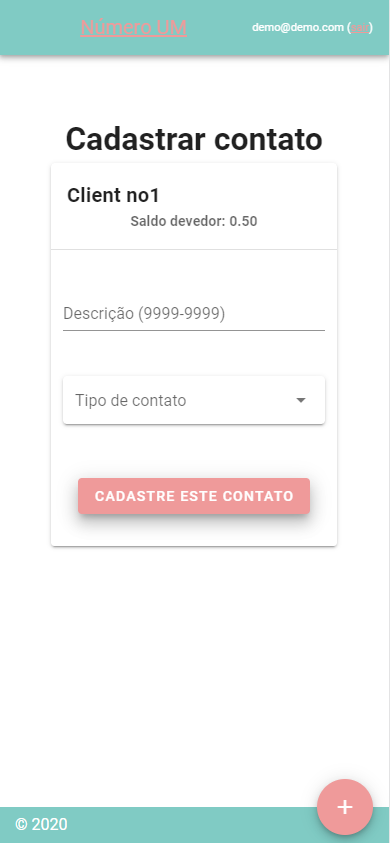 Número UM
demo@demo.com (sair)
Cadastrar contato
Client no1
Saldo devedor: 0.50
Descrição (9999-9999)
Tipo de contato
CADASTRE ESTE CONTATO
+
© 2020